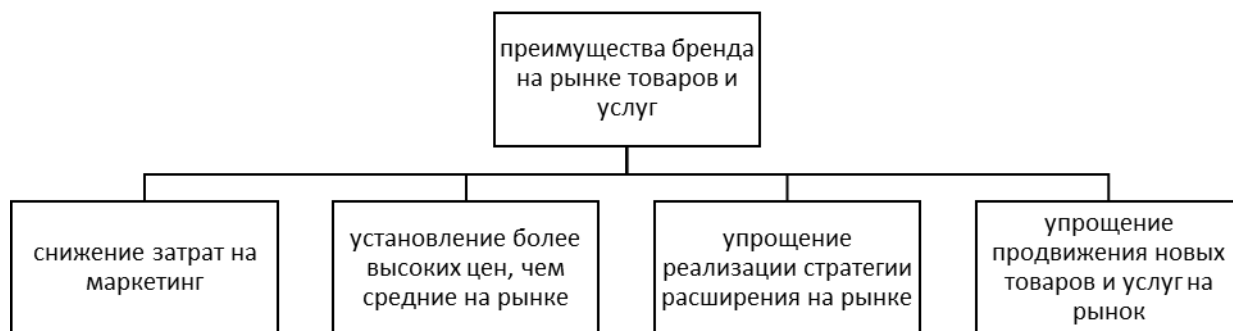 преимущества бренда
на рынке товаров и
услуг
снижение затрат на
маркетинг
установление более
высоких цен, чем
средние на рынке
упрощение
реализации стратегии
расширения на рынке
упрощение
продвижения новых
товаров и услуг на
рынок